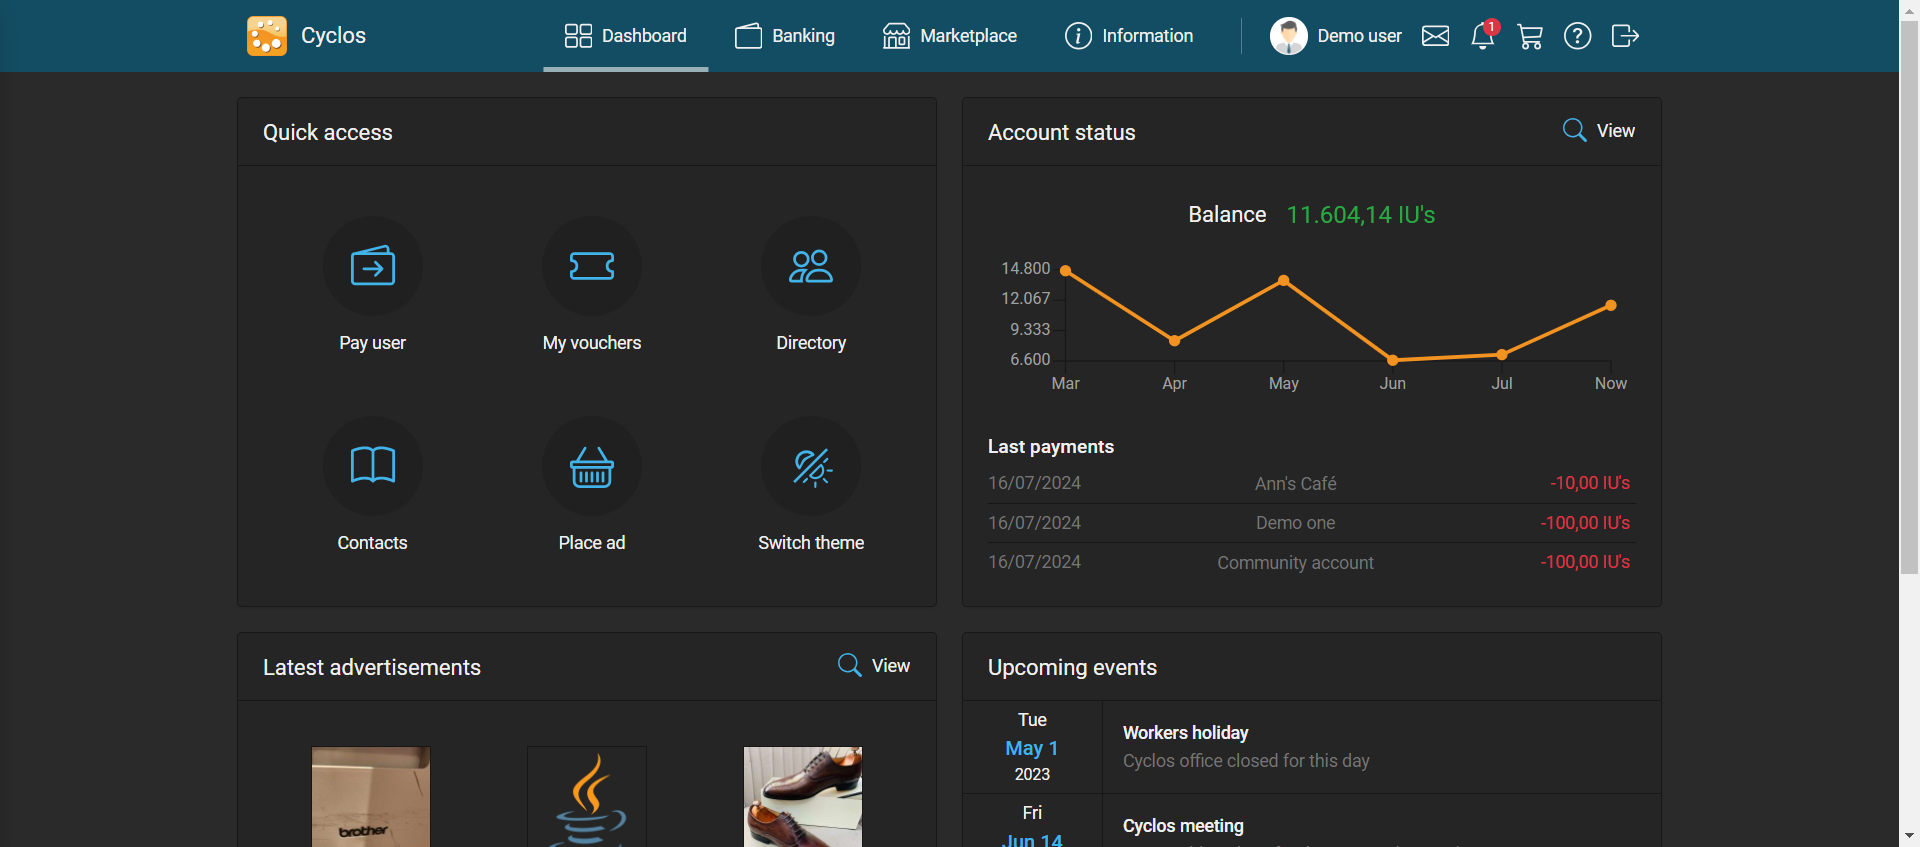 Cyclos
Dashboard
Banking
Marketplace
Information
Demo user
1
Quick access
Pay user
My vouchers
Directory
Contacts
Place ad
Switch theme
Account status
View
Balance 11.604,14 IU's
14.800
12.067
9.333
6.600
Mar Apr May Jun Jul Now
Last payments
16/07/2024 Ann's Café -10,00 IU's
16/07/2024 Demo one -100,00 IU's
16/07/2024 Community account -100,00 IU's
Latest advertisements
View
brother
Upcoming events
Tue
May 1
2023
Workers holiday
Cyclos office closed for this day
Fri
Jun 14
Cyclos meeting